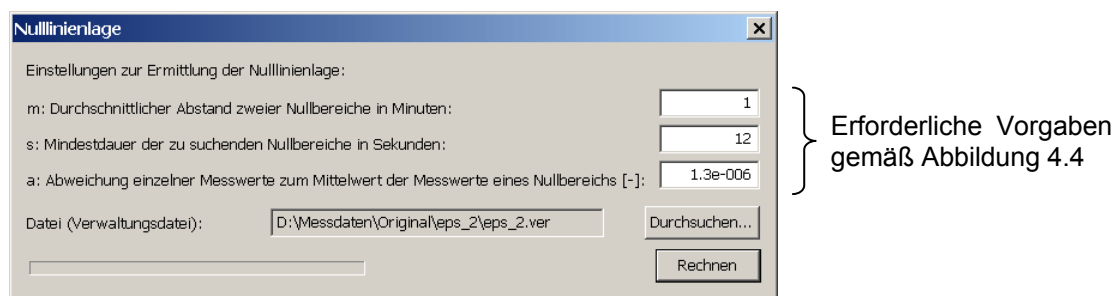 Nulllinienlage
Einstellungen zur Ermittlung der Nulllinienlage:
m: Durchschnittlicher Abstand zweier Nullbereiche in Minuten: 1
s: Mindestdauer der zu suchenden Nullbereiche in Sekunden: 12
a: Abweichung einzelner Messwerte zum Mittelwert der Messwerte eines Nullbereichs [-]: 1.3e-006
Datei (Verwaltungsdatei): D:\Messdaten\Original\eps_2\eps_2.ver Durchsuchen...
Rechnen
Erforderliche Vorgaben
gemäß Abbildung 4.4